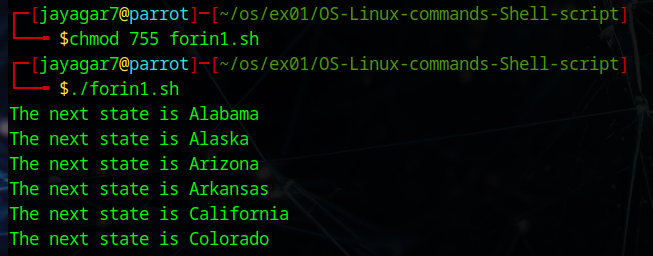 ┌─[jayagar7@parrot]─[~/os/ex01/OS-Linux-commands-Shell-script]
└──╼ $chmod 755 forin1.sh
┌─[jayagar7@parrot]─[~/os/ex01/OS-Linux-commands-Shell-script]
└──╼ $./forin1.sh
The next state is Alabama
The next state is Alaska
The next state is Arizona
The next state is Arkansas
The next state is California
The next state is Colorado